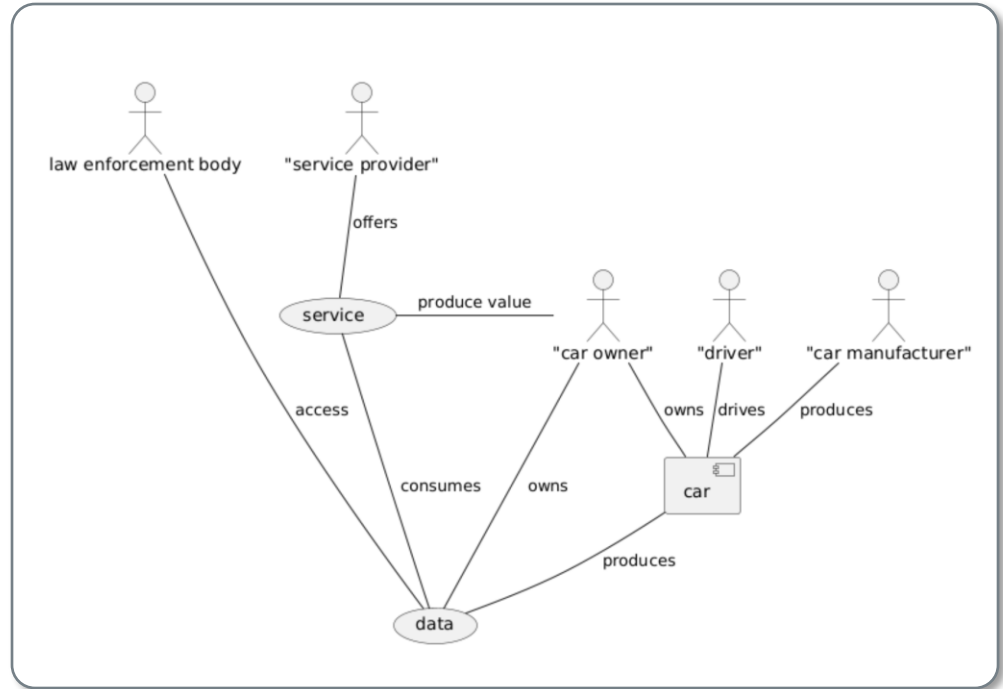 law enforcement body
"service provider"
offers
service
produce value
"car owner"
"driver"
"car manufacturer"
access
owns
drives
produces
consumes
owns
car
produces
data